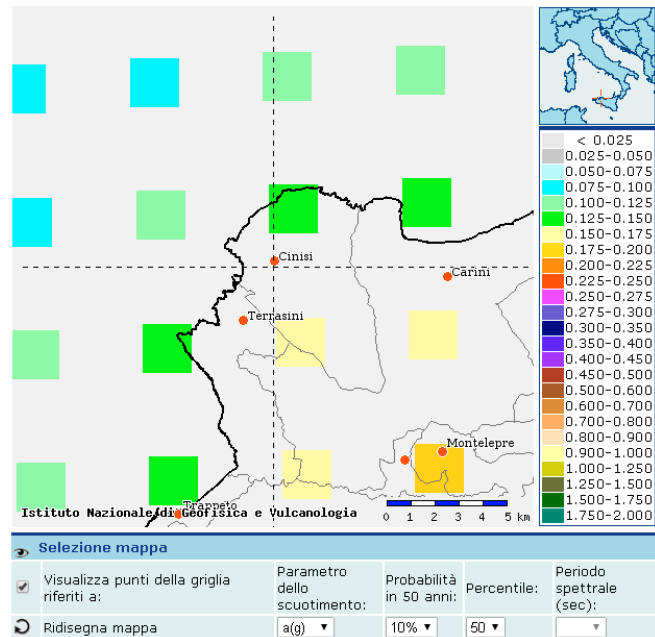 Cinisi
Carini
Terrasini
Montelepre
Trappeto
Istituto Nazionale di Geofisica e Vulcanologia
0 1 2 3 4 5 km
< 0.025
0.025-0.050
0.050-0.075
0.075-0.100
0.100-0.125
0.125-0.150
0.150-0.175
0.175-0.200
0.200-0.225
0.225-0.250
0.250-0.275
0.275-0.300
0.300-0.350
0.350-0.400
0.400-0.450
0.450-0.500
0.500-0.600
0.600-0.700
0.700-0.800
0.800-0.900
0.900-1.000
1.000-1.250
1.250-1.500
1.500-1.750
1.750-2.000
Selezione mappa
Visualizza punti della griglia
riferiti a:
Parametro
dello
scuotimento:
Probabilità
in 50 anni:
Percentile:
Periodo
spettrale
(sec):
Ridisegna mappa
a(g)
10%
50